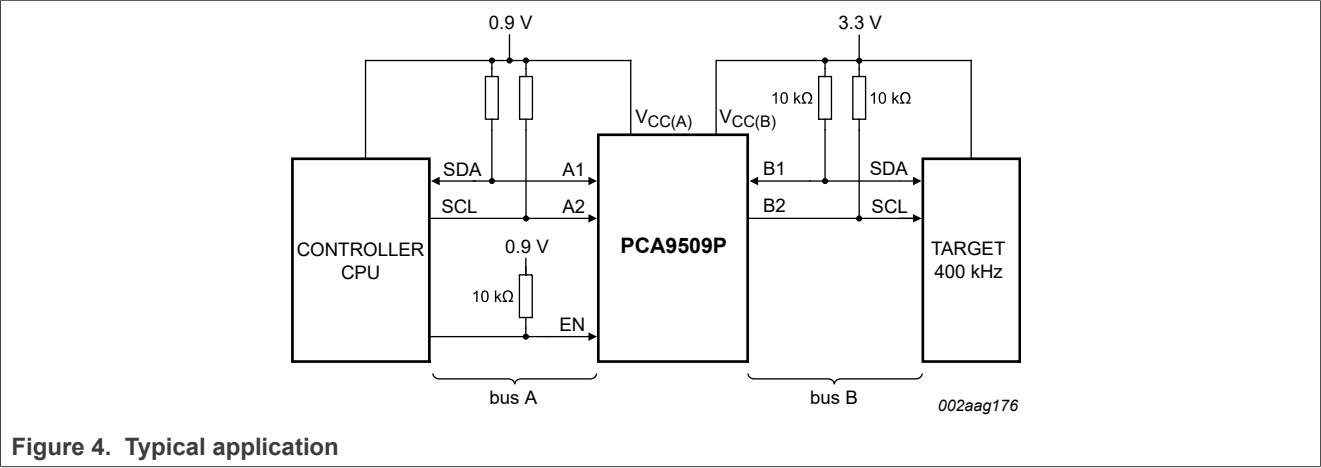 0.9 V
3.3 V
10 kΩ
10 kΩ
VCC(A)
VCC(B)
SDA
A1
B1
SDA
SCL
A2
B2
SCL
CONTROLLER
CPU
0.9 V
PCA9509P
TARGET
400 kHz
10 kΩ
EN
bus A
bus B
002aag176
Figure 4. Typical application